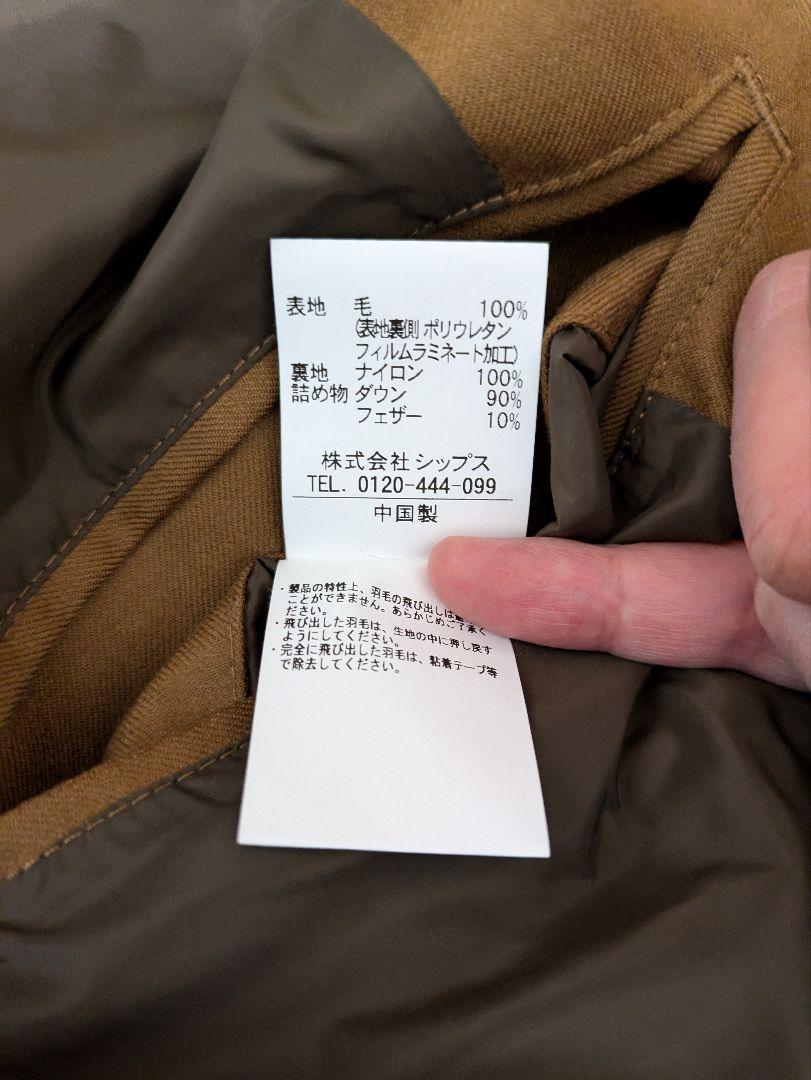 表地 毛 100%
(表地裏側 ポリウレタン
フィルムラミネート加工)
裏地 ナイロン 100%
詰め物 ダウン 90%
フェザー 10%
株式会社 シップス
TEL. 0120-444-099
中国製
・製品の特性上、羽毛の飛び出しは
ことができません。あらかじめご了承く
ださい。
・飛び出した羽毛は、生地の中に押し戻す
ようにしてください。
・完全に飛び出した羽毛は、粘着テープ等
で除去してください。